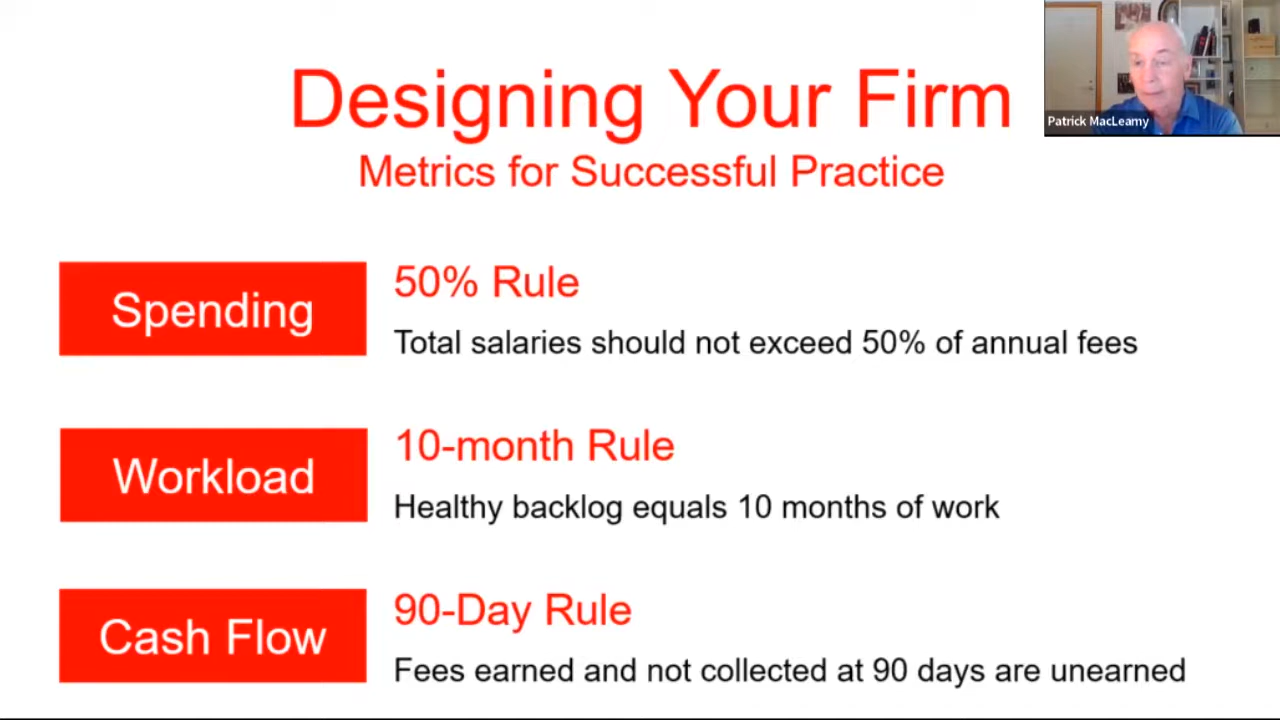 Designing Your Firm
Metrics for Successful Practice
Patrick MacLeamy
Spending
50% Rule
Total salaries should not exceed 50% of annual fees
Workload
10-month Rule
Healthy backlog equals 10 months of work
Cash Flow
90-Day Rule
Fees earned and not collected at 90 days are unearned